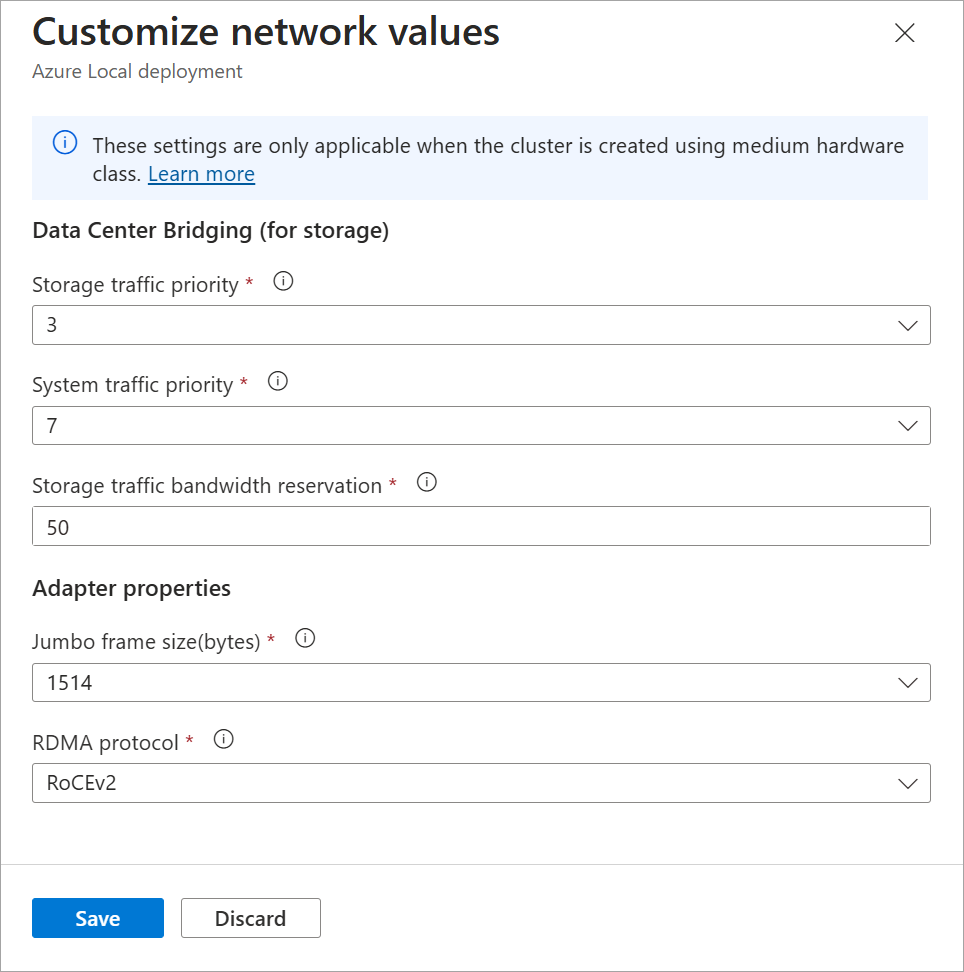 Customize network values
Azure Local deployment
These settings are only applicable when the cluster is created using medium hardware
class. Learn more
Data Center Bridging (for storage)
Storage traffic priority *
3
System traffic priority *
7
Storage traffic bandwidth reservation *
50
Adapter properties
Jumbo frame size(bytes) *
1514
RDMA protocol *
RoCEv2
Save Discard